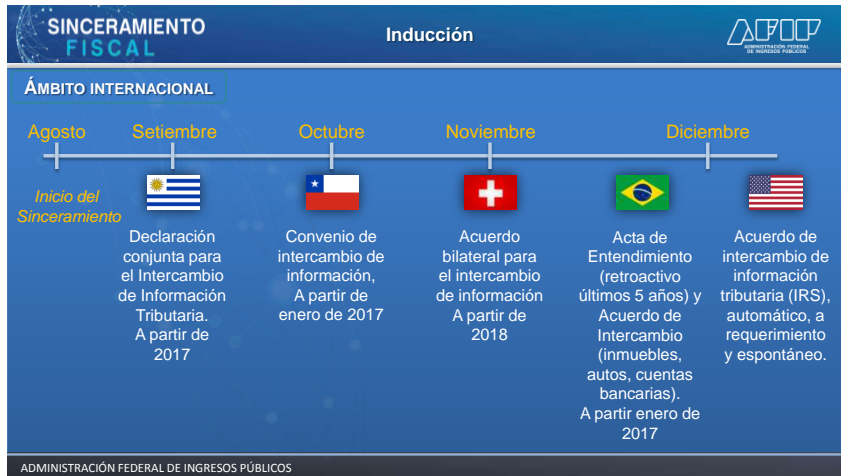 SINCERAMIENTO
FISCAL
Inducción
AFIP
ADMINISTRACIÓN FEDERAL
DE INGRESOS PÚBLICOS
ÁMBITO INTERNACIONAL
Agosto
Setiembre
Octubre
Noviembre
Diciembre
Inicio del
Sinceramiento
Declaración
conjunta para
el Intercambio
de Información
Tributaria.
A partir de
2017
Convenio de
intercambio de
información,
A partir de
enero de 2017
Acuerdo
bilateral para
el intercambio
de información
A partir de
2018
Acta de
Entendimiento
(retroactivo
últimos 5 años) y
Acuerdo de
Intercambio
(inmuebles,
autos, cuentas
bancarias).
A partir enero de
2017
Acuerdo de
intercambio de
información
tributaria (IRS),
automático, a
requerimiento
y espontáneo.
ADMINISTRACIÓN FEDERAL DE INGRESOS PÚBLICOS